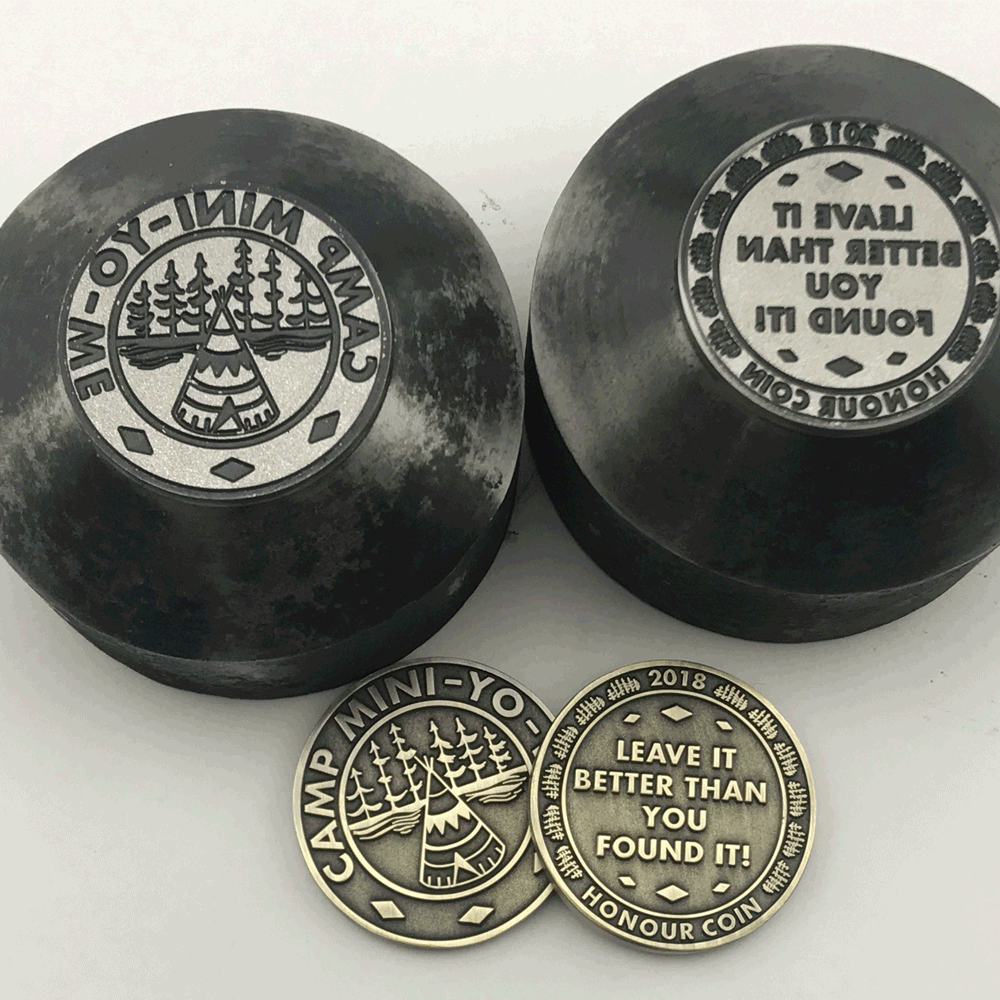 CAMP MINI-YO-WE
2018
LEAVE IT
BETTER THAN
YOU
FOUND IT!
HONOUR COIN
CAMP MINI-YO-
2018
LEAVE IT
BETTER THAN
YOU
FOUND IT!
HONOUR COIN